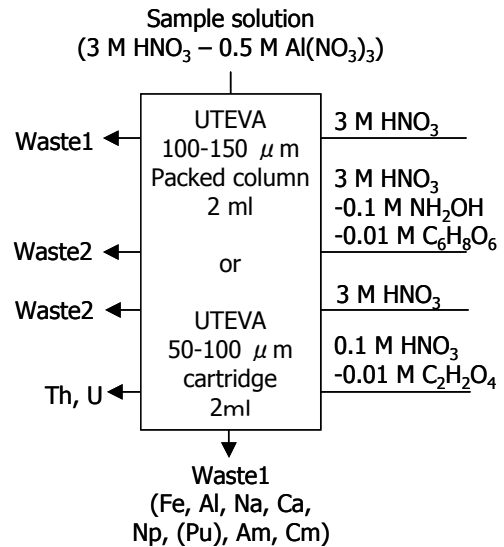 Sample solution
(3 M HNO₃ – 0.5 M Al(NO₃)₃)
UTEVA
100-150 μm
Packed column
2 ml
or
UTEVA
50-100 μm
cartridge
2ml
Waste1
Waste2
Waste2
Th, U
3 M HNO₃
3 M HNO₃
-0.1 M NH₂OH
-0.01 M C₆H₈O₆
3 M HNO₃
0.1 M HNO₃
-0.01 M C₂H₂O₄
Waste1
(Fe, Al, Na, Ca,
Np, (Pu), Am, Cm)